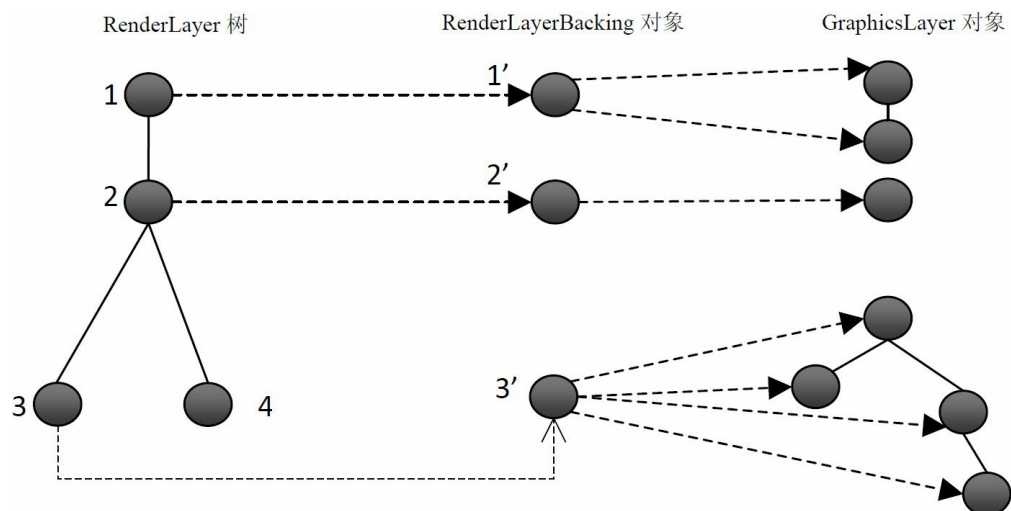 RenderLayer 树
RenderLayerBacking 对象
GraphicsLayer 对象
1
1’
2
2’
3
4
3’